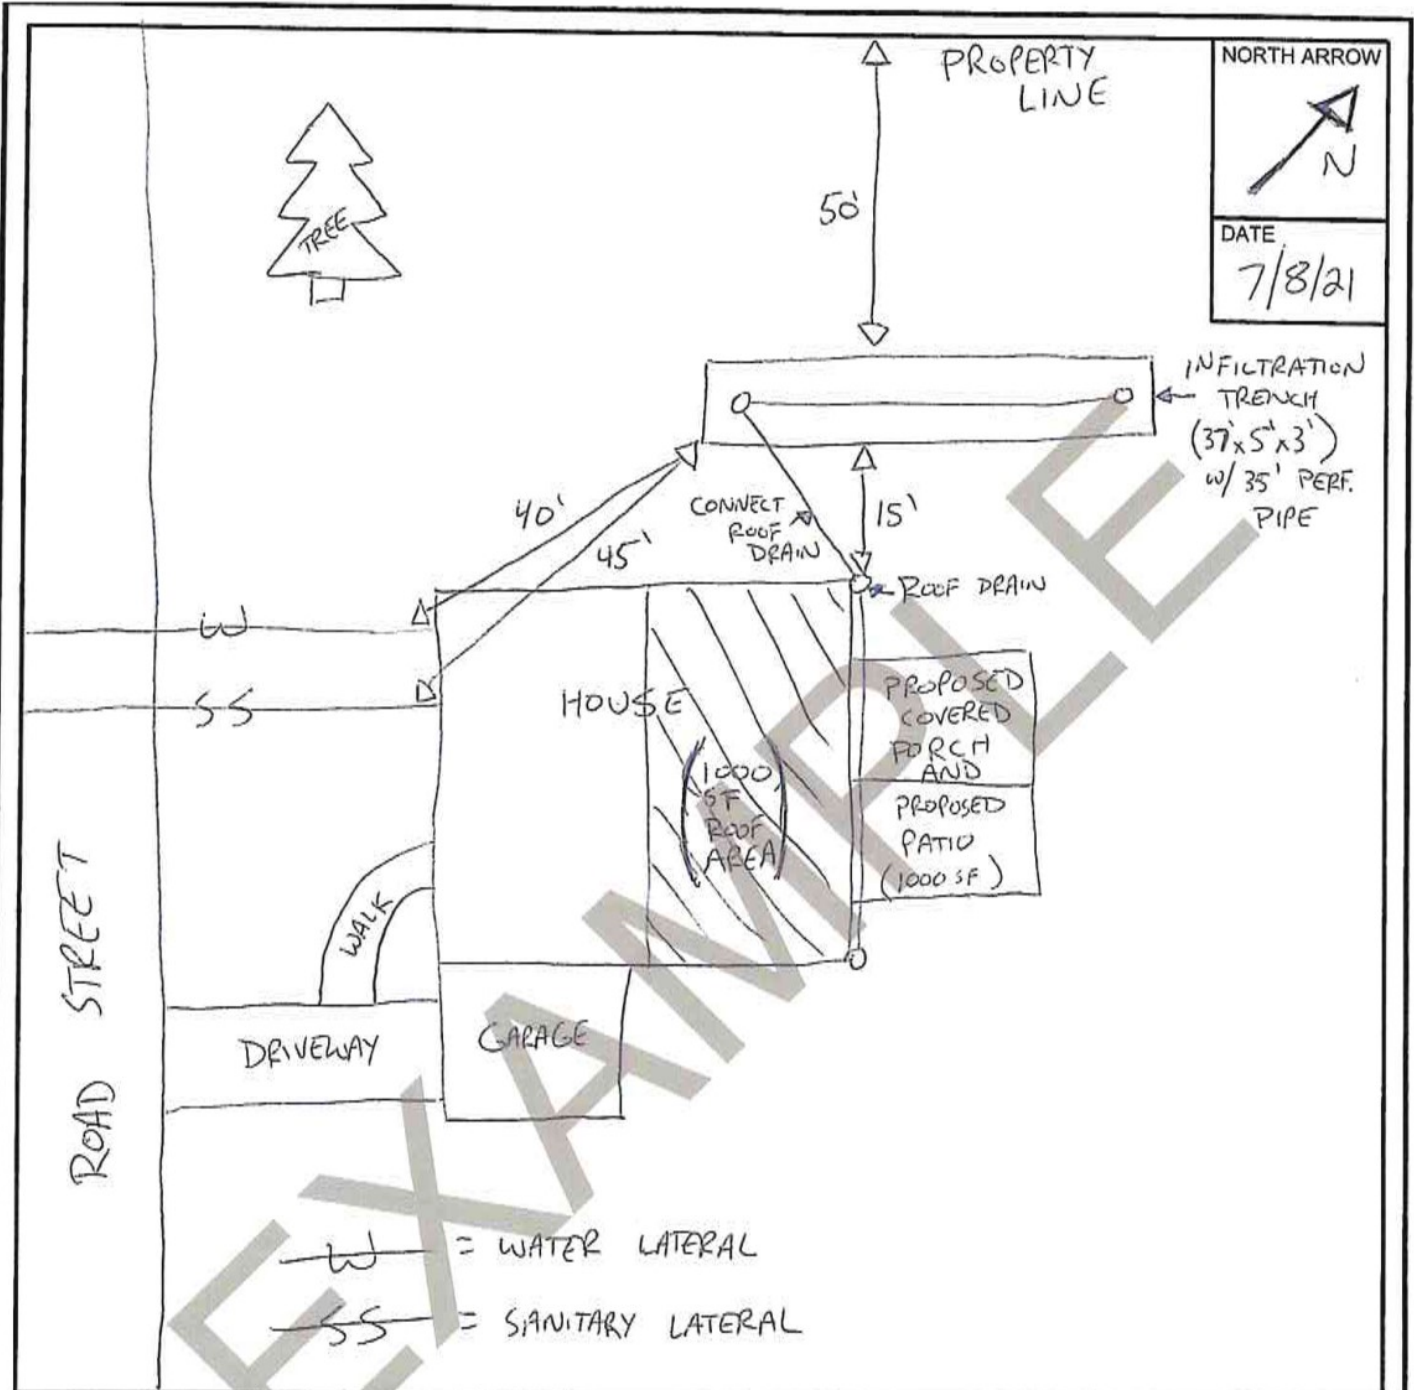 PROPERTY
LINE
NORTH ARROW
N
DATE
7/8/21
50'
TREE
INFILTRATION
TRENCH
(37'x5'x3')
W/ 35' PERF.
PIPE
40'
45'
CONNECT
ROOF
DRAIN
15'
ROOF DRAIN
W
SS
HOUSE
(1000
SF
ROOF
AREA)
PROPOSED
COVERED
PORCH
AND
PROPOSED
PATIO
(1000 SF)
WALK
DRIVEWAY
GARAGE
ROAD STREET
W = WATER LATERAL
SS = SANITARY LATERAL
EXAMPLE